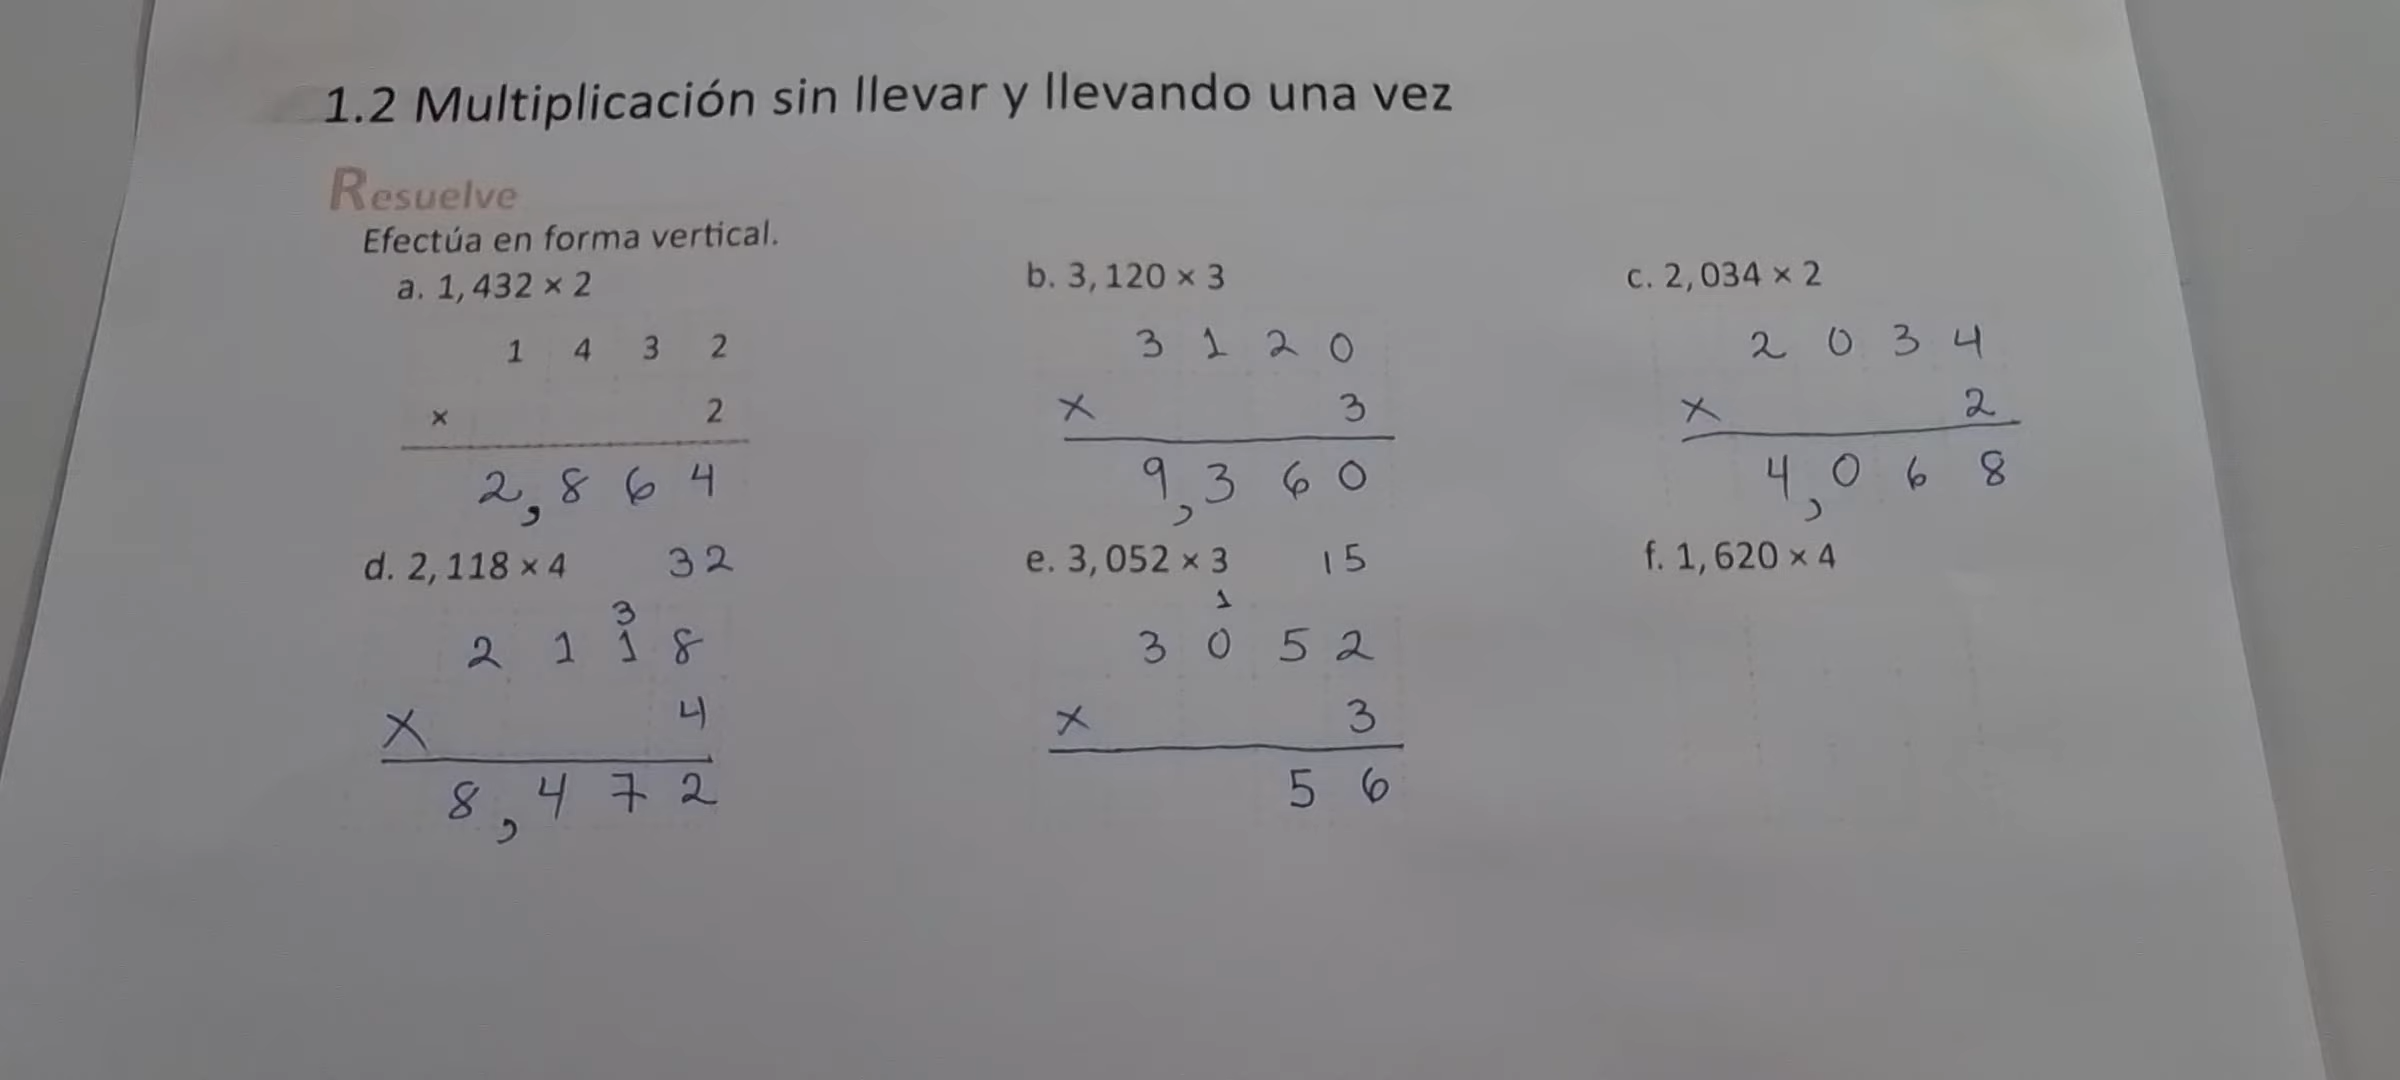 1.2 Multiplicación sin llevar y llevando una vez
Resuelve
Efectúa en forma vertical.
a. 1,432 × 2
1 4 3 2
× 2
2,8 6 4
b. 3,120 × 3
3 1 2 0
× 3
9,3 6 0
c. 2,034 × 2
2 0 3 4
× 2
4,0 6 8
d. 2,118 × 4 32
3
2 1 1 8
× 4
8,4 7 2
e. 3,052 × 3 15
1
3 0 5 2
× 3
5 6
f. 1,620 × 4